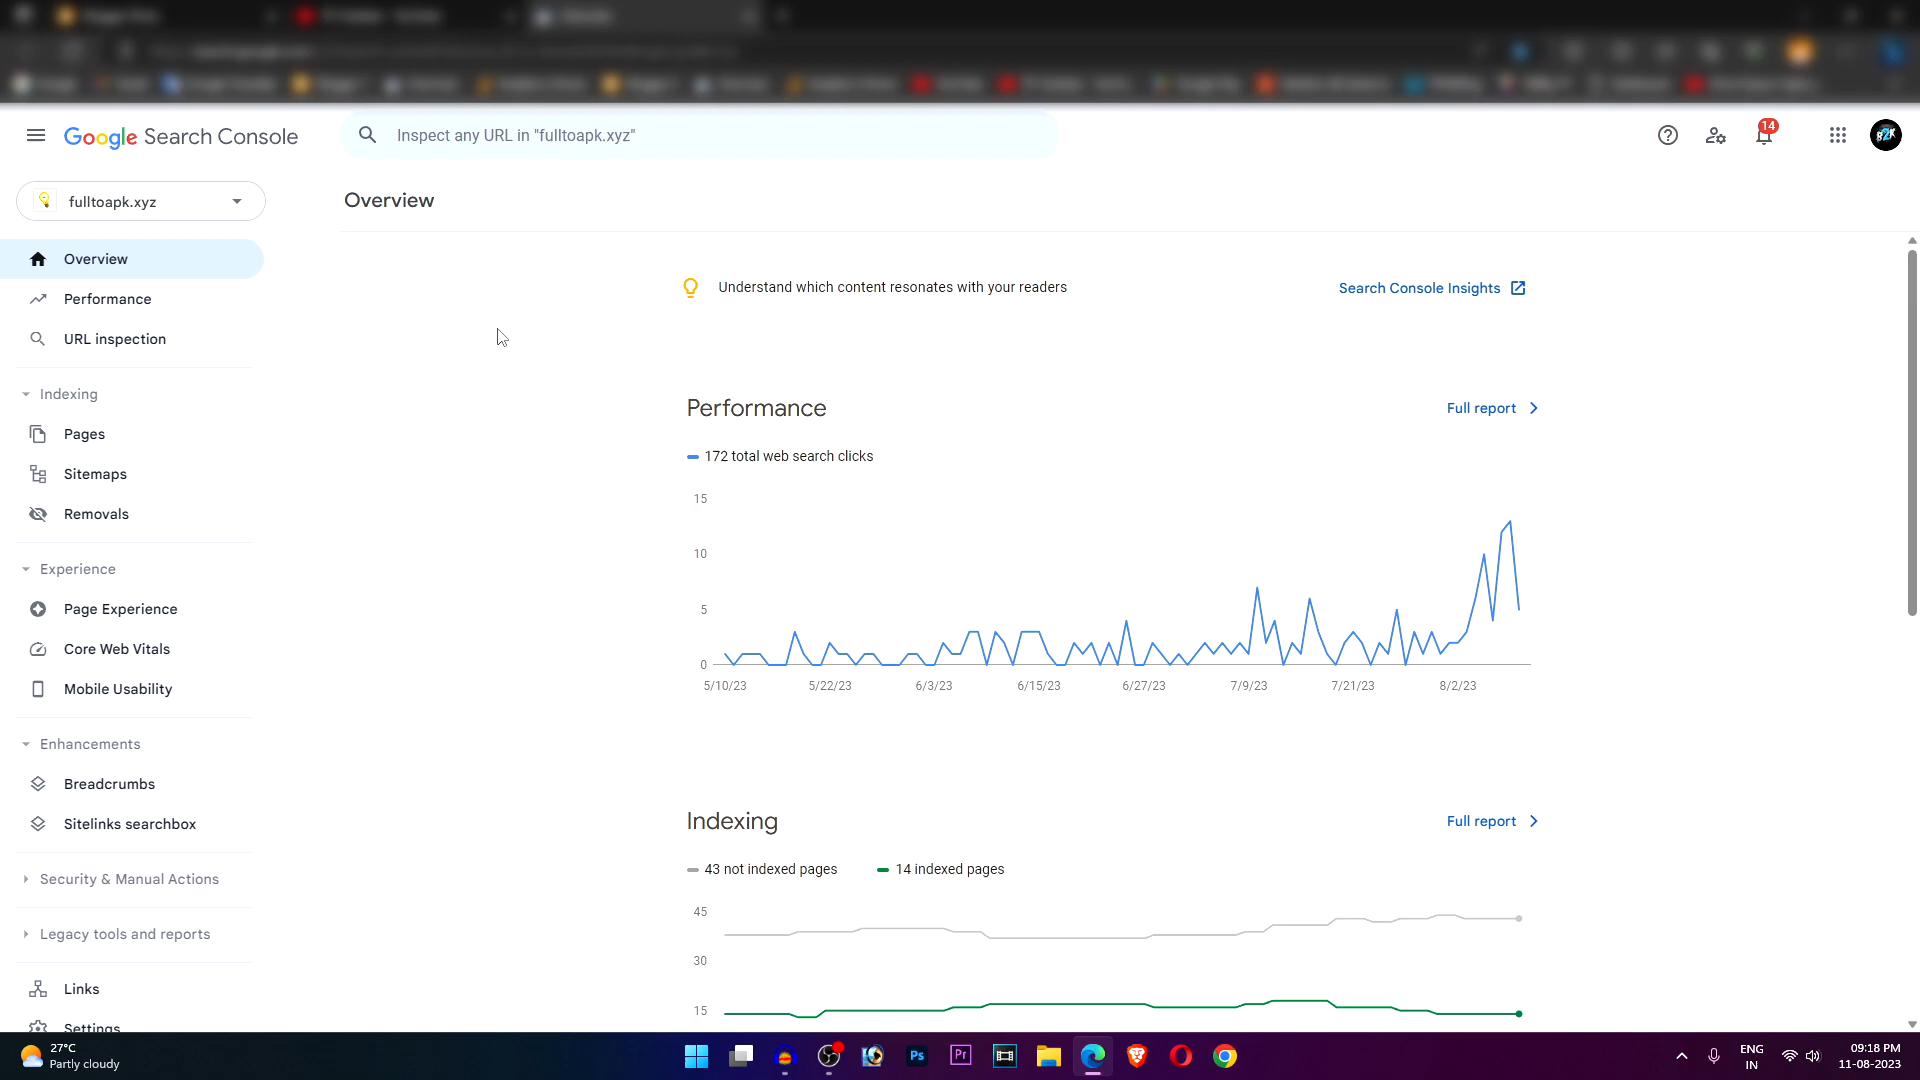 Google Search Console
Inspect any URL in "fulltoapk.xyz"
14
B2K
fulltoapk.xyz
Overview
Overview
Performance
URL inspection
Indexing
Pages
Sitemaps
Removals
Experience
Page Experience
Core Web Vitals
Mobile Usability
Enhancements
Breadcrumbs
Sitelinks searchbox
Security & Manual Actions
Legacy tools and reports
Links
Settings
Understand which content resonates with your readers
Search Console Insights
Performance
Full report
172 total web search clicks
15
10
5
0
5/10/23 5/22/23 6/3/23 6/15/23 6/27/23 7/9/23 7/21/23 8/2/23
Indexing
Full report
43 not indexed pages 14 indexed pages
45
30
15
27°C
Partly cloudy
Ps
Pr
ENG
IN
09:18 PM
11-08-2023